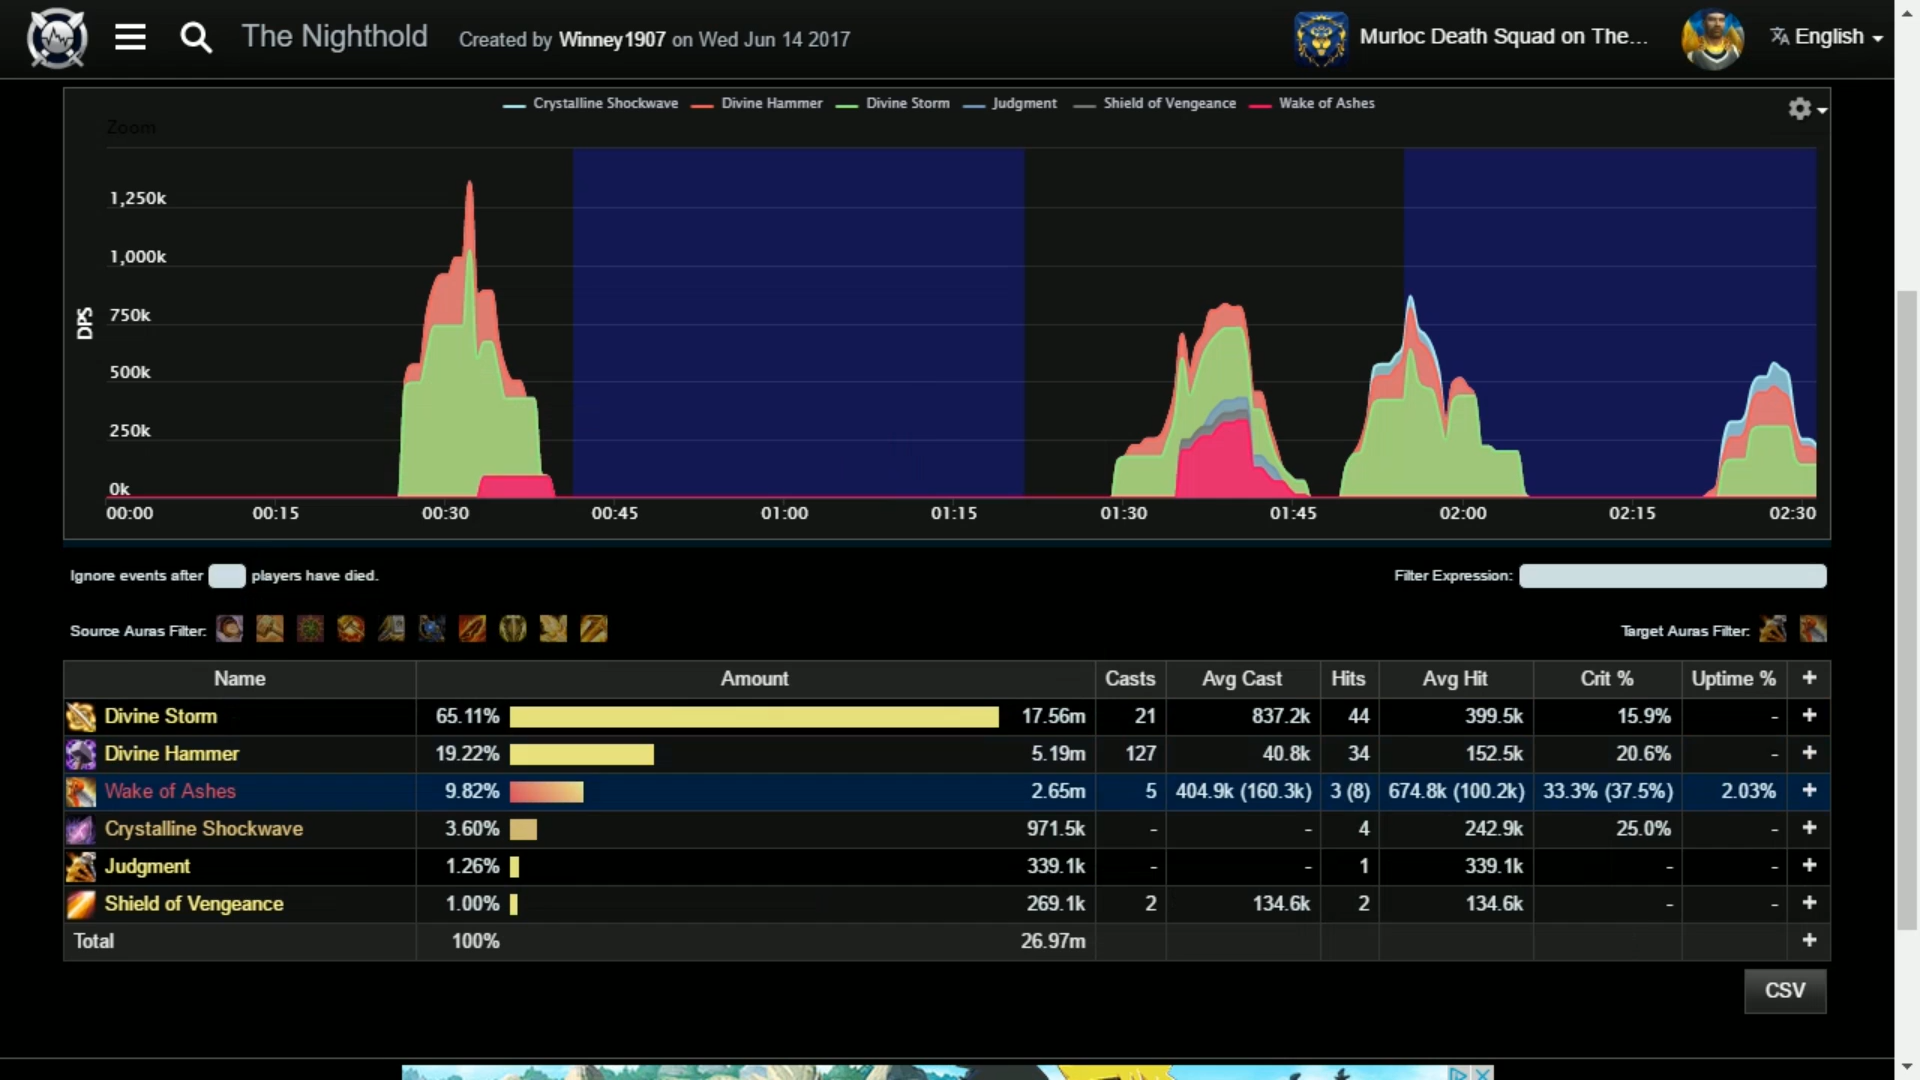 The Nighthold Created by Winney1907 on Wed Jun 14 2017 Murloc Death Squad on The... English
Crystalline Shockwave Divine Hammer Divine Storm Judgment Shield of Vengeance Wake of Ashes
Zoom
DPS
1,250k
1,000k
750k
500k
250k
0k
00:00 00:15 00:30 00:45 01:00 01:15 01:30 01:45 02:00 02:15 02:30
Ignore events after players have died. Filter Expression:
Source Auras Filter: Target Auras Filter:
Name Amount Casts Avg Cast Hits Avg Hit Crit % Uptime % +
Divine Storm 65.11% 17.56m 21 837.2k 44 399.5k 15.9% - +
Divine Hammer 19.22% 5.19m 127 40.8k 34 152.5k 20.6% - +
Wake of Ashes 9.82% 2.65m 5 404.9k (160.3k) 3 (8) 674.8k (100.2k) 33.3% (37.5%) 2.03% +
Crystalline Shockwave 3.60% 971.5k - - 4 242.9k 25.0% - +
Judgment 1.26% 339.1k - - 1 339.1k - - +
Shield of Vengeance 1.00% 269.1k 2 134.6k 2 134.6k - - +
Total 100% 26.97m +
CSV